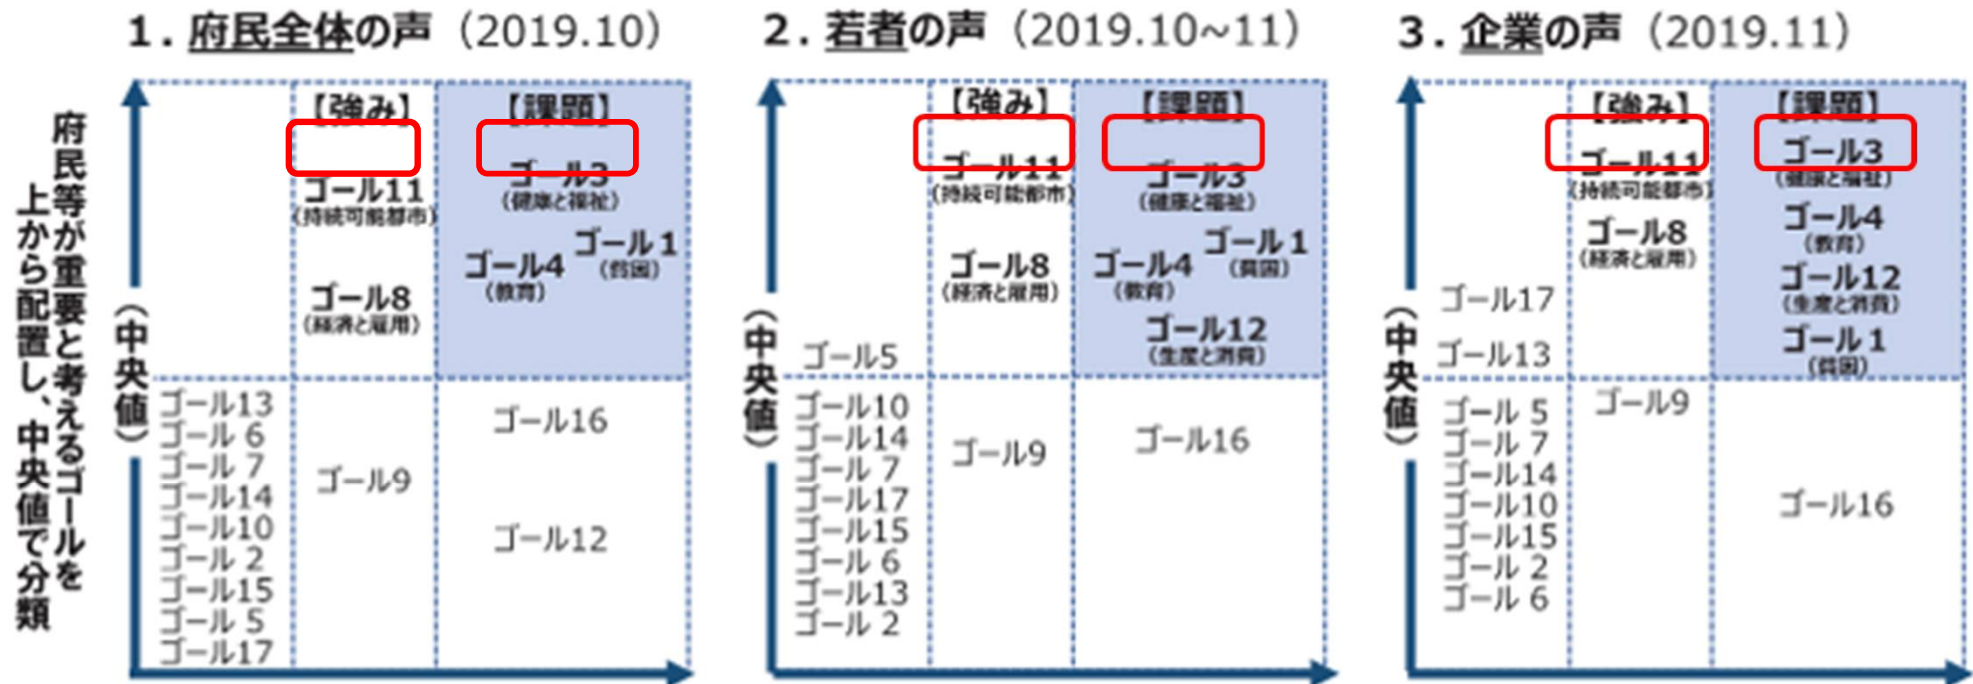 府民等が重要と考えるゴールを
上から配置し、中央値で分類
1. 府民全体の声（2019.10）
（中央値）
【強み】
【課題】
ゴール11
（持続可能都市）
ゴール8
（経済と雇用）
ゴール3
（健康と福祉）
ゴール1
（貧困）
ゴール4
（教育）
ゴール13
ゴール 6
ゴール 7
ゴール14
ゴール10
ゴール 2
ゴール15
ゴール 5
ゴール17
ゴール9
ゴール16
ゴール12
2. 若者の声（2019.10~11）
（中央値）
【強み】
【課題】
ゴール5
ゴール11
（持続可能都市）
ゴール8
（経済と雇用）
ゴール3
（健康と福祉）
ゴール1
（貧困）
ゴール4
（教育）
ゴール12
（生産と消費）
ゴール10
ゴール14
ゴール 7
ゴール17
ゴール15
ゴール 6
ゴール13
ゴール 2
ゴール9
ゴール16
3. 企業の声（2019.11）
（中央値）
【強み】
【課題】
ゴール17
ゴール13
ゴール11
（持続可能都市）
ゴール8
（経済と雇用）
ゴール3
（健康と福祉）
ゴール4
（教育）
ゴール12
（生産と消費）
ゴール1
（貧困）
ゴール 5
ゴール 7
ゴール14
ゴール10
ゴール15
ゴール 2
ゴール 6
ゴール9
ゴール16